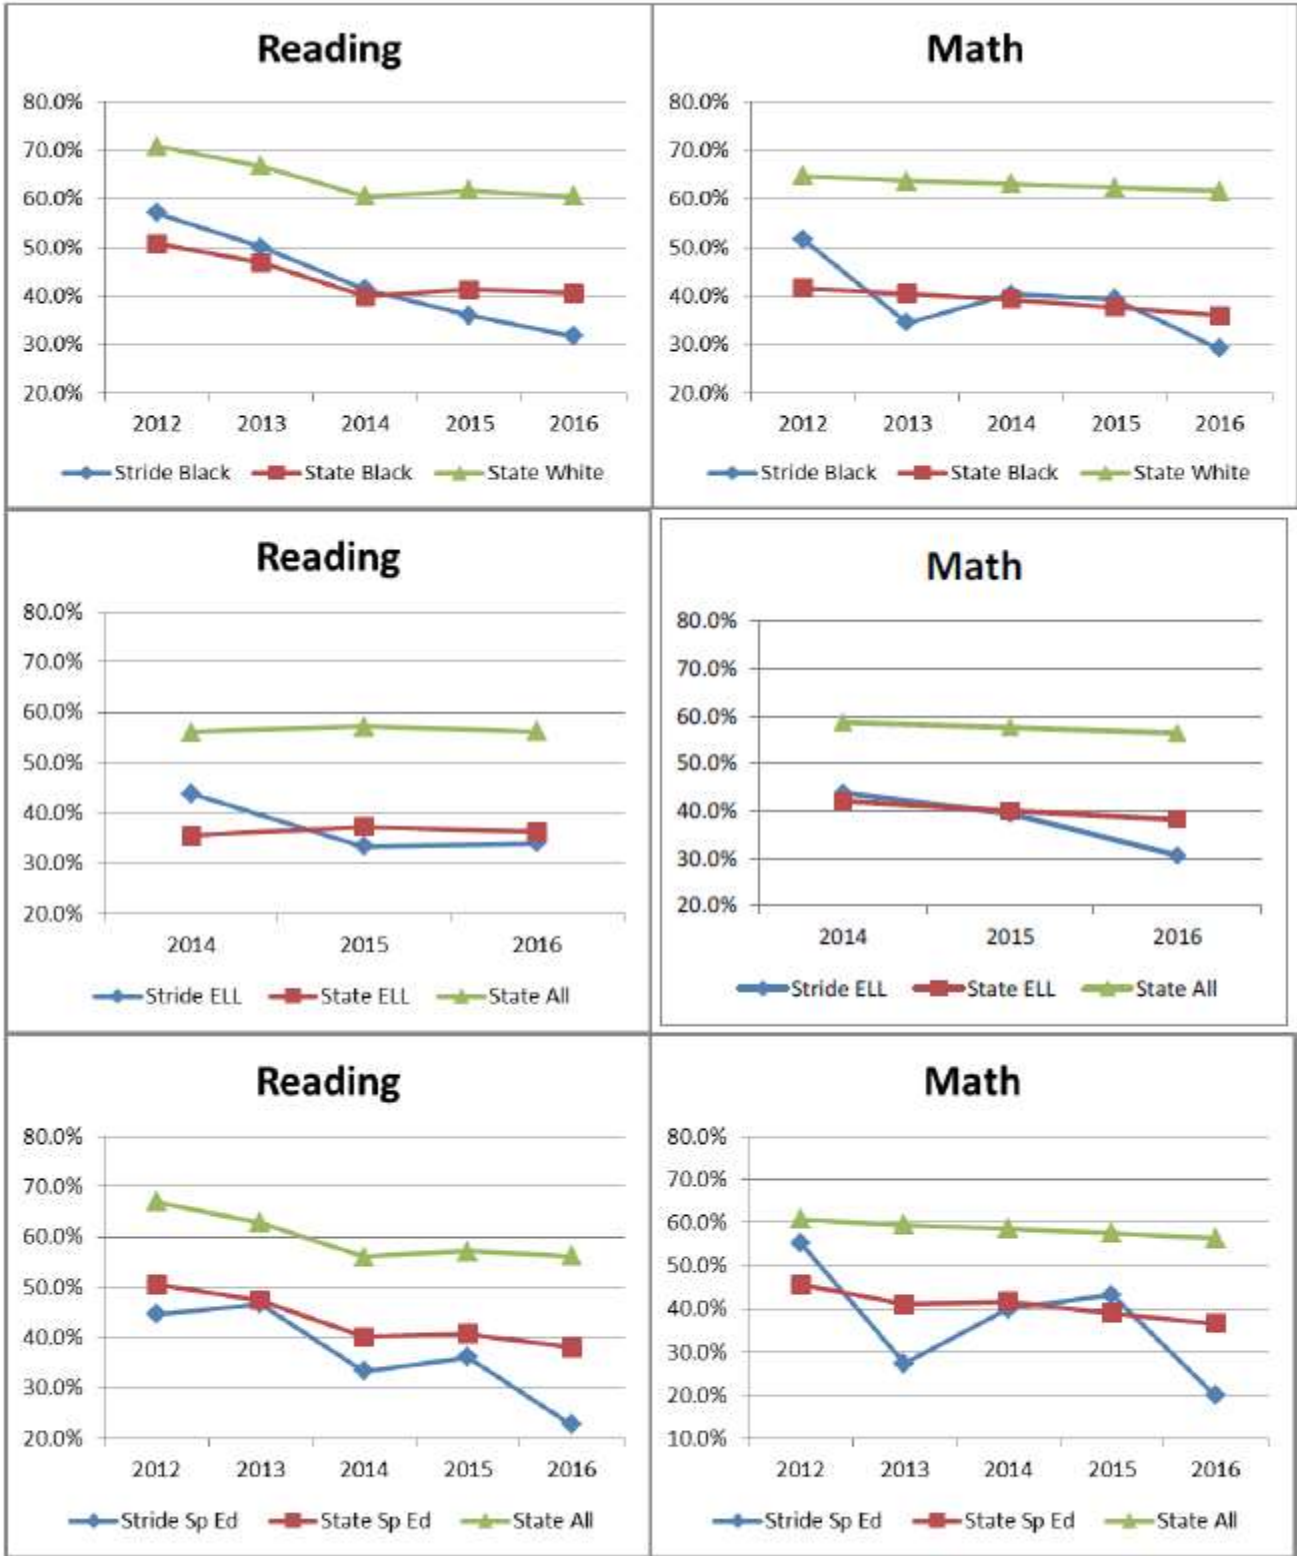 Reading
80.0%
70.0%
60.0%
50.0%
40.0%
30.0%
20.0%
2012 2013 2014 2015 2016
Stride Black State Black State White
Math
80.0%
70.0%
60.0%
50.0%
40.0%
30.0%
20.0%
2012 2013 2014 2015 2016
Stride Black State Black State White
Reading
80.0%
70.0%
60.0%
50.0%
40.0%
30.0%
20.0%
2014 2015 2016
Stride ELL State ELL State All
Math
80.0%
70.0%
60.0%
50.0%
40.0%
30.0%
20.0%
2014 2015 2016
Stride ELL State ELL State All
Reading
80.0%
70.0%
60.0%
50.0%
40.0%
30.0%
20.0%
2012 2013 2014 2015 2016
Stride Sp Ed State Sp Ed State All
Math
80.0%
70.0%
60.0%
50.0%
40.0%
30.0%
20.0%
10.0%
2012 2013 2014 2015 2016
Stride Sp Ed State Sp Ed State All